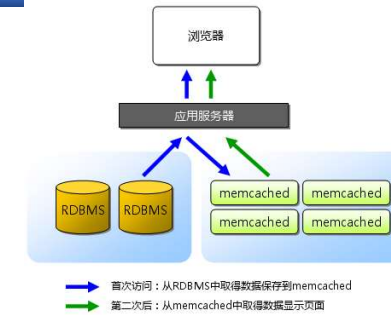 浏览器
应用服务器
RDBMS RDBMS
memcached memcached
memcached memcached
首次访问：从RDBMS中取得数据保存到memcached
第二次后：从memcached中取得数据显示页面